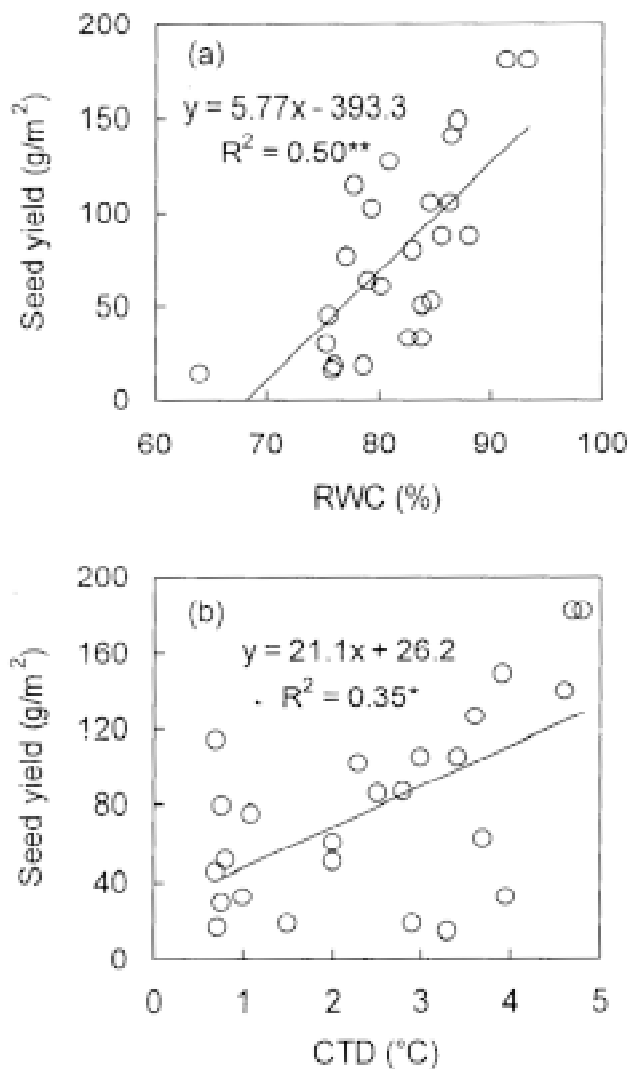 200
(a)
y = 5.77x - 393.3
R² = 0.50**
150
100
50
0
Seed yield (g/m²)
60 70 80 90 100
RWC (%)
200
(b)
y = 21.1x + 26.2
R² = 0.35*
160
120
80
40
0
Seed yield (g/m²)
0 1 2 3 4 5
CTD (°C)